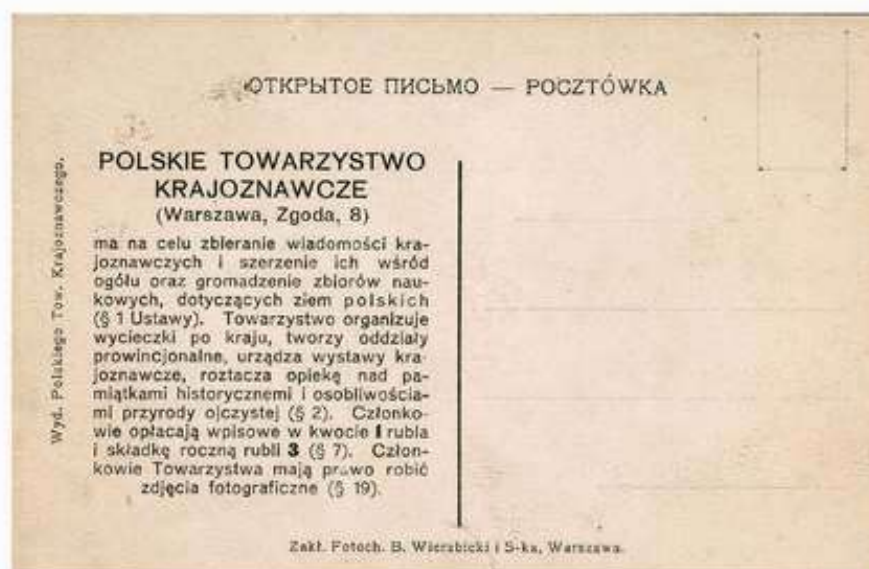 ОТКРЫТОЕ ПИСЬМО — POCZTÓWKA
Wyd. Polskiego Tow. Krajoznawczego.
POLSKIE TOWARZYSTWO
KRAJOZNAWCZE
(Warszawa, Zgoda, 8)
ma na celu zbieranie wiadomości kra-
joznawczych i szerzenie ich wśród
ogółu oraz gromadzenie zbiorów nau-
kowych, dotyczących ziem polskich
(§ 1 Ustawy). Towarzystwo organizuje
wycieczki po kraju, tworzy oddziały
prowincjonalne, urządza wystawy kra-
joznawcze, roztacza opiekę nad pa-
miątkami historycznemi i osobliwościa-
mi przyrody ojczystej (§ 2). Członko-
wie opłacają wpisowe w kwocie 1 rubla
i składkę roczną rubli 3 (§ 7). Człon-
kowie Towarzystwa mają prawo robić
zdjęcia fotograficzne (§ 19).
Zakł. Fotoch. B. Wierzbicki i S-ka, Warszawa.